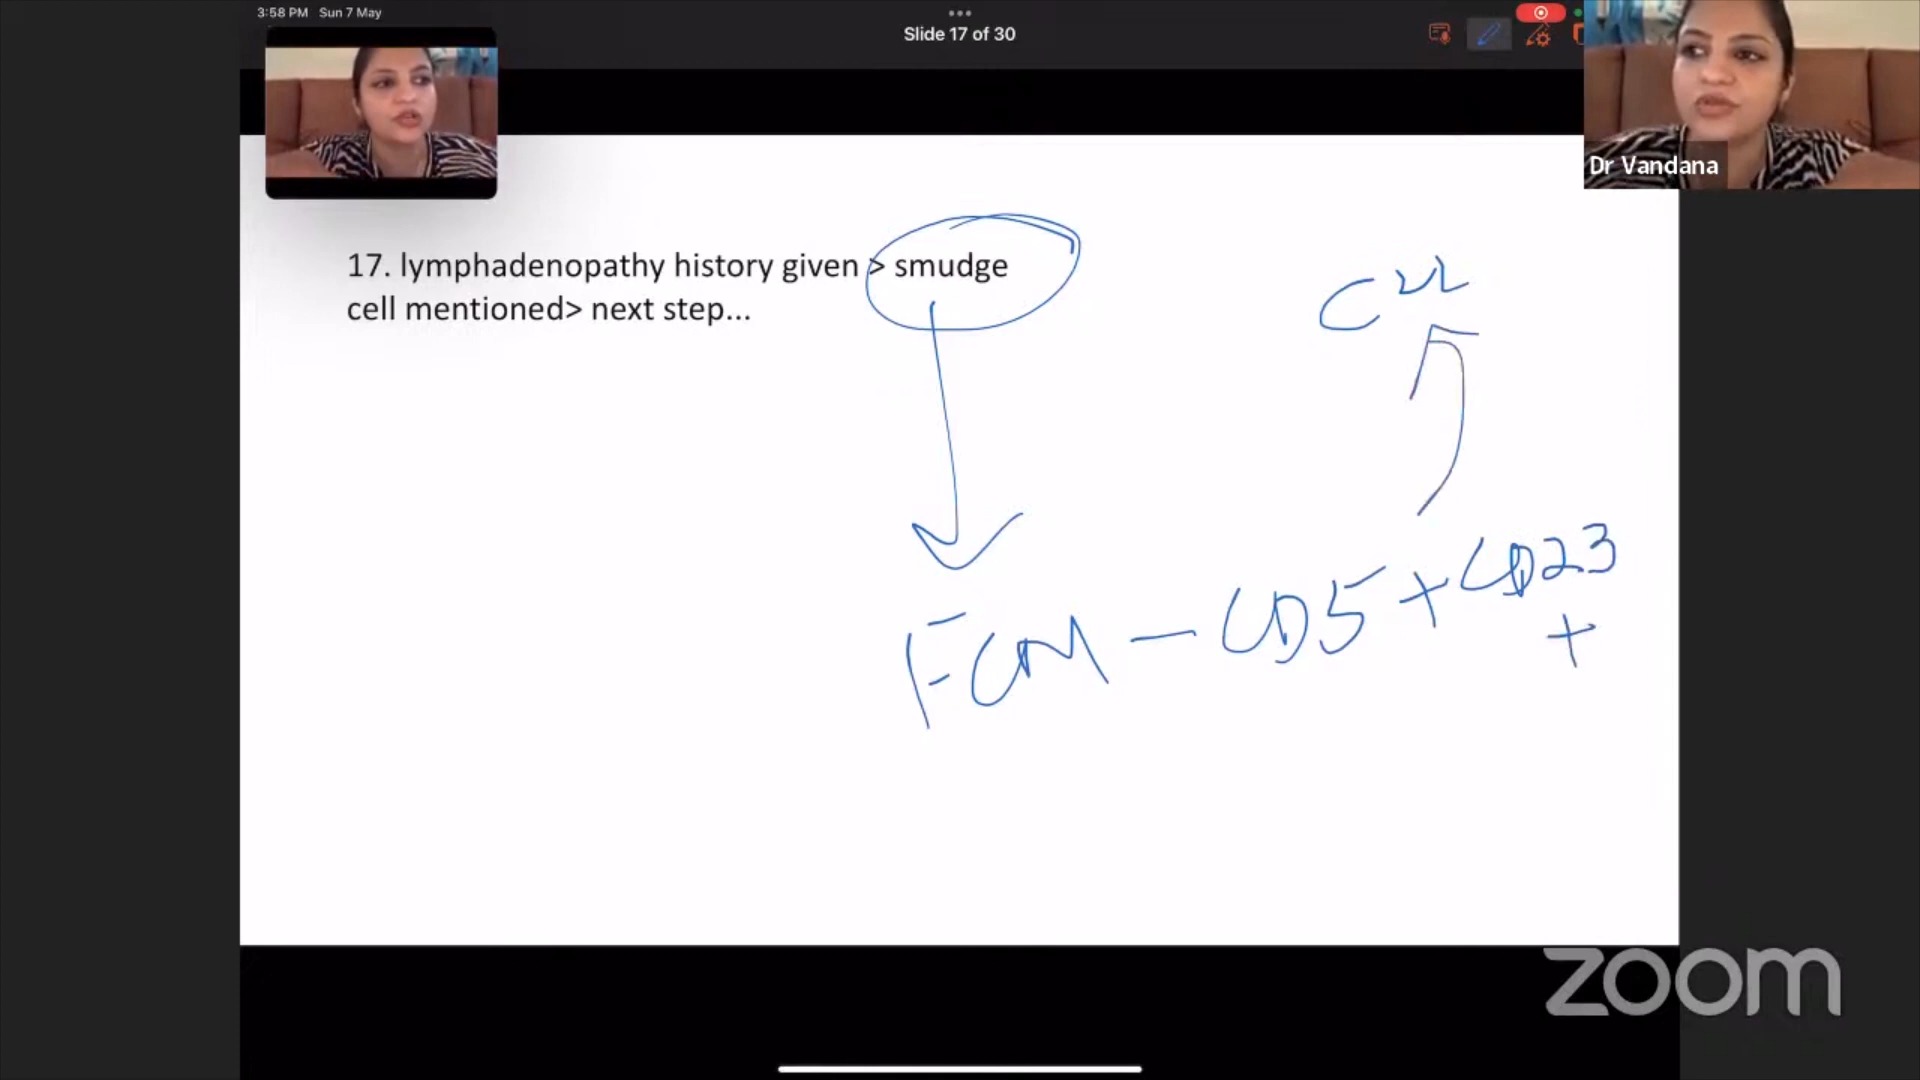 3:58 PM Sun 7 May
Slide 17 of 30
Dr Vandana
17. lymphadenopathy history given > smudge
cell mentioned> next step...
CLL
FCM - CD5 + CD23
+
zoom